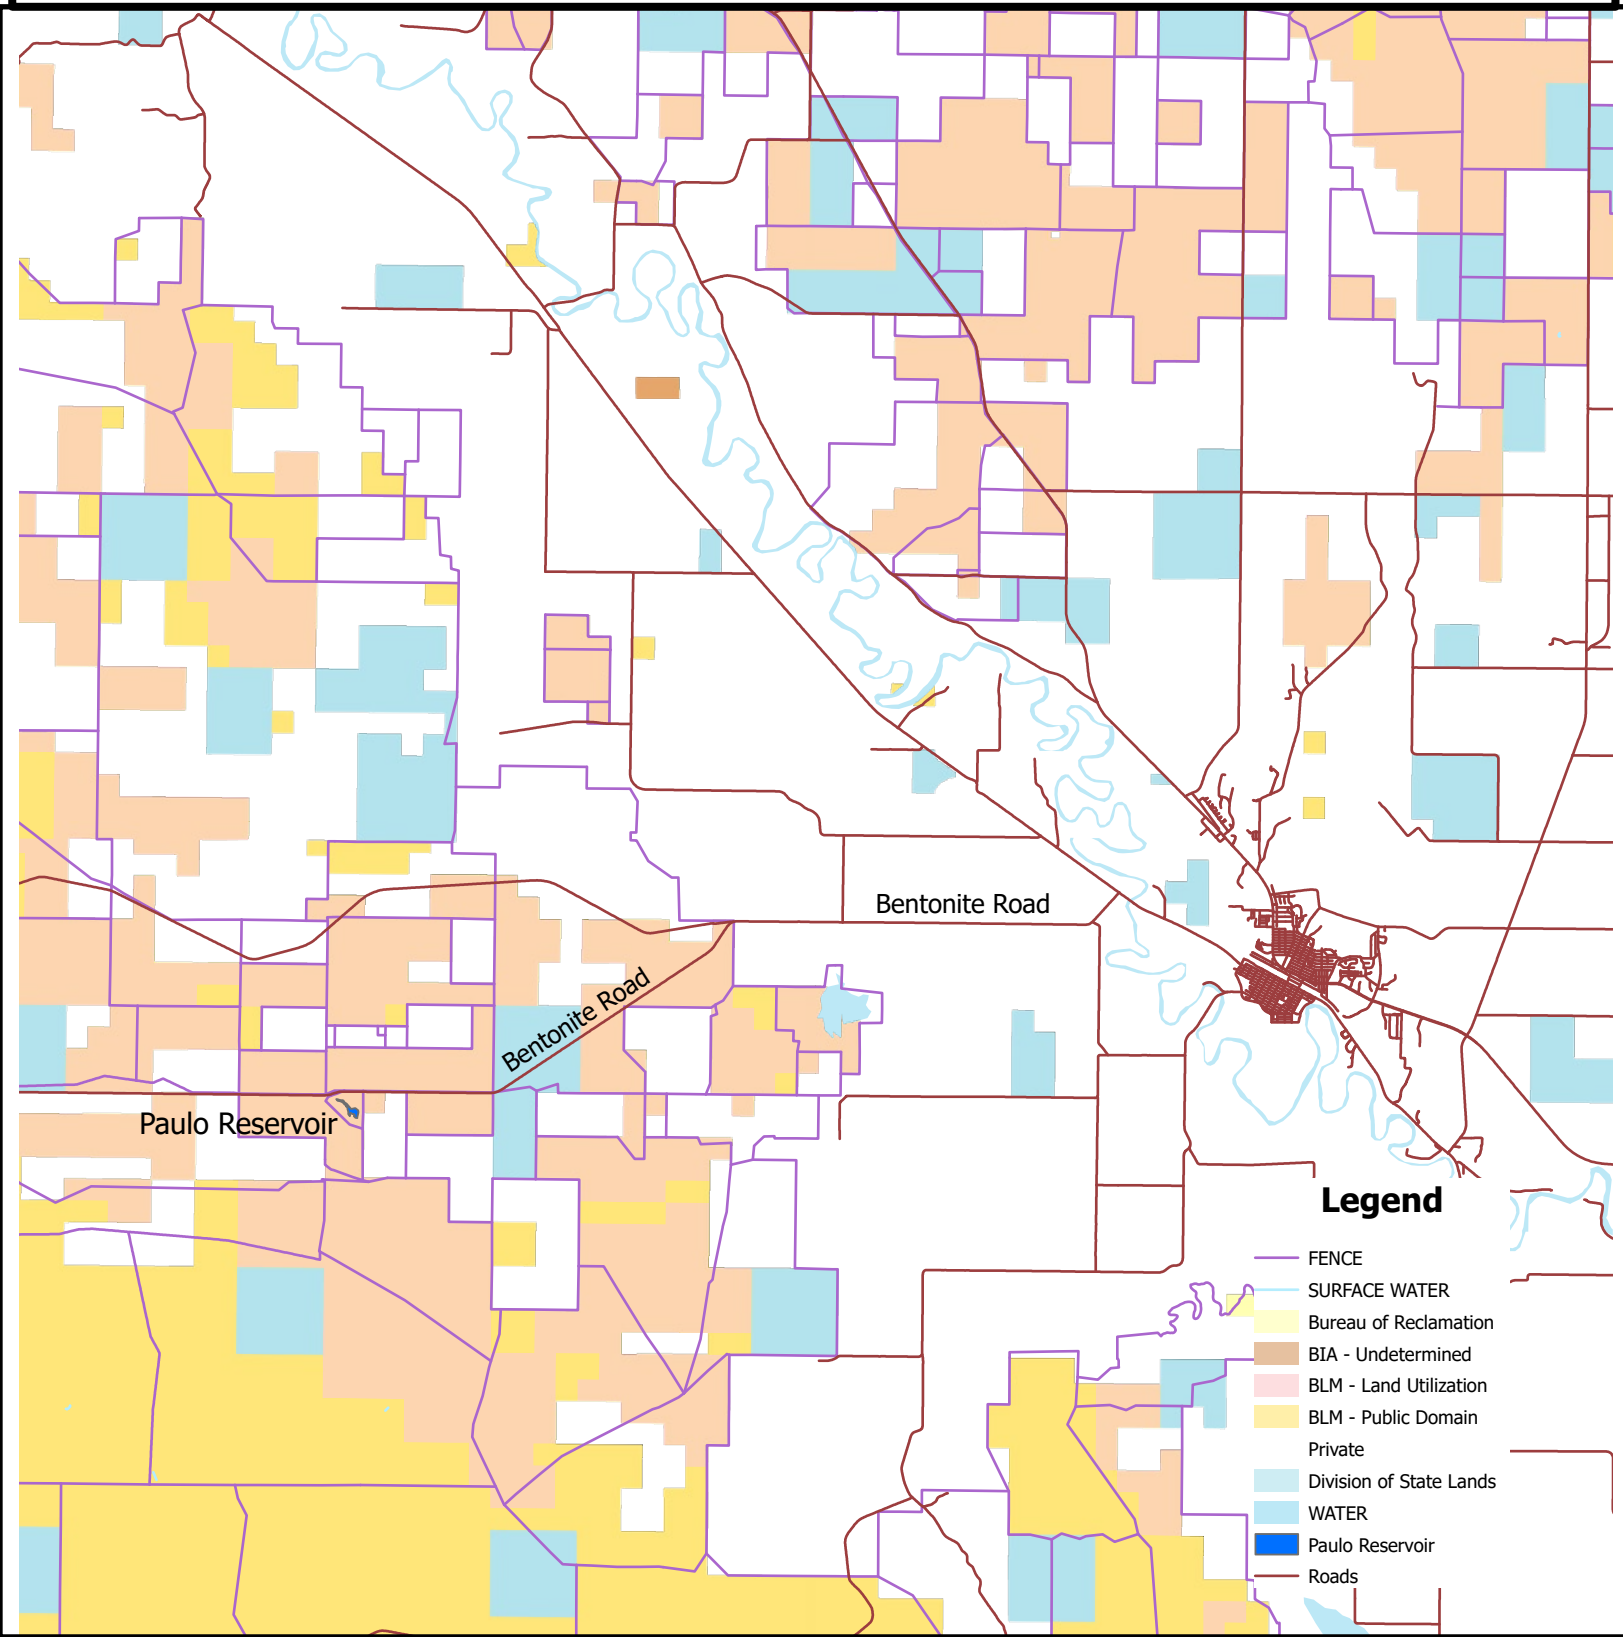 Bentonite Road
Bentonite Road
Paulo Reservoir
Legend
FENCE
SURFACE WATER
Bureau of Reclamation
BIA - Undetermined
BLM - Land Utilization
BLM - Public Domain
Private
Division of State Lands
WATER
Paulo Reservoir
Roads